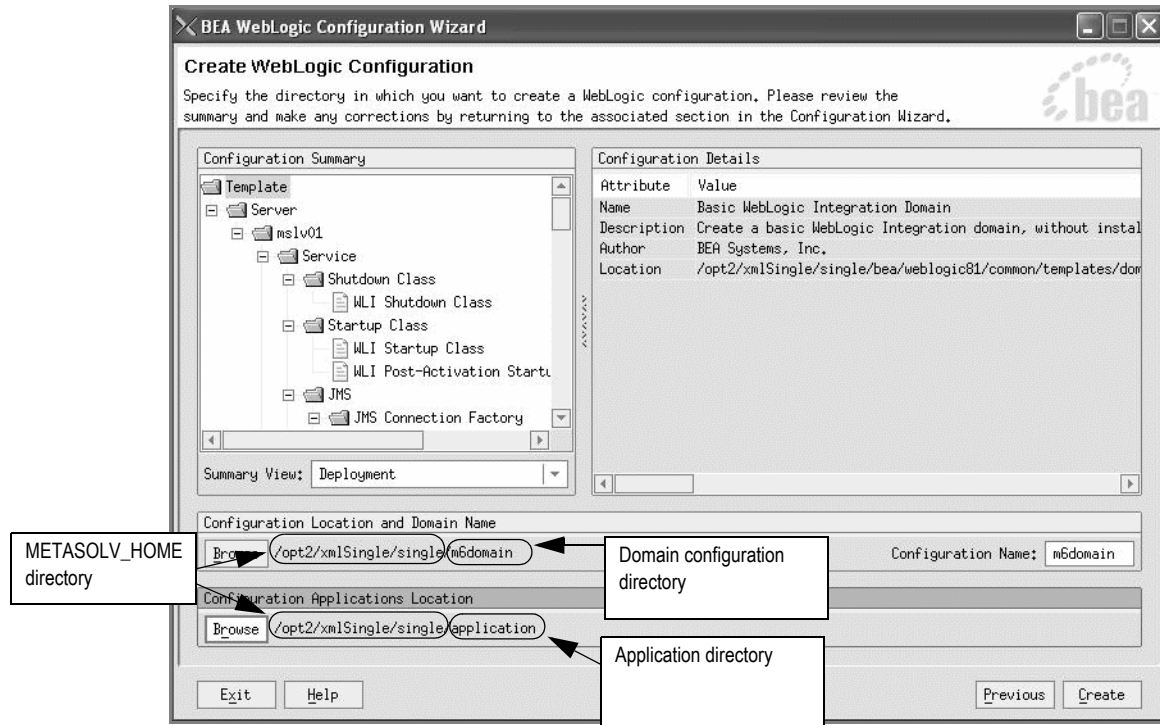 BEA WebLogic Configuration Wizard
Create WebLogic Configuration
Specify the directory in which you want to create a WebLogic configuration. Please review the
summary and make any corrections by returning to the associated section in the Configuration Wizard.
bea
Configuration Summary
Template
Server
mslv01
Service
Shutdown Class
WLI Shutdown Class
Startup Class
WLI Startup Class
WLI Post-Activation Startu
JMS
JMS Connection Factory
Summary View: Deployment
Configuration Details
Attribute Value
Name Basic WebLogic Integration Domain
Description Create a basic WebLogic Integration domain, without instal
Author BEA Systems, Inc.
Location /opt2/xmlSingle/single/bea/weblogic81/common/templates/dom
Configuration Location and Domain Name
Browse /opt2/xmlSingle/single/m6domain
Configuration Name: m6domain
Configuration Applications Location
Browse /opt2/xmlSingle/single/application
METASOLV_HOME
directory
Domain configuration
directory
Application directory
Exit Help Previous Create